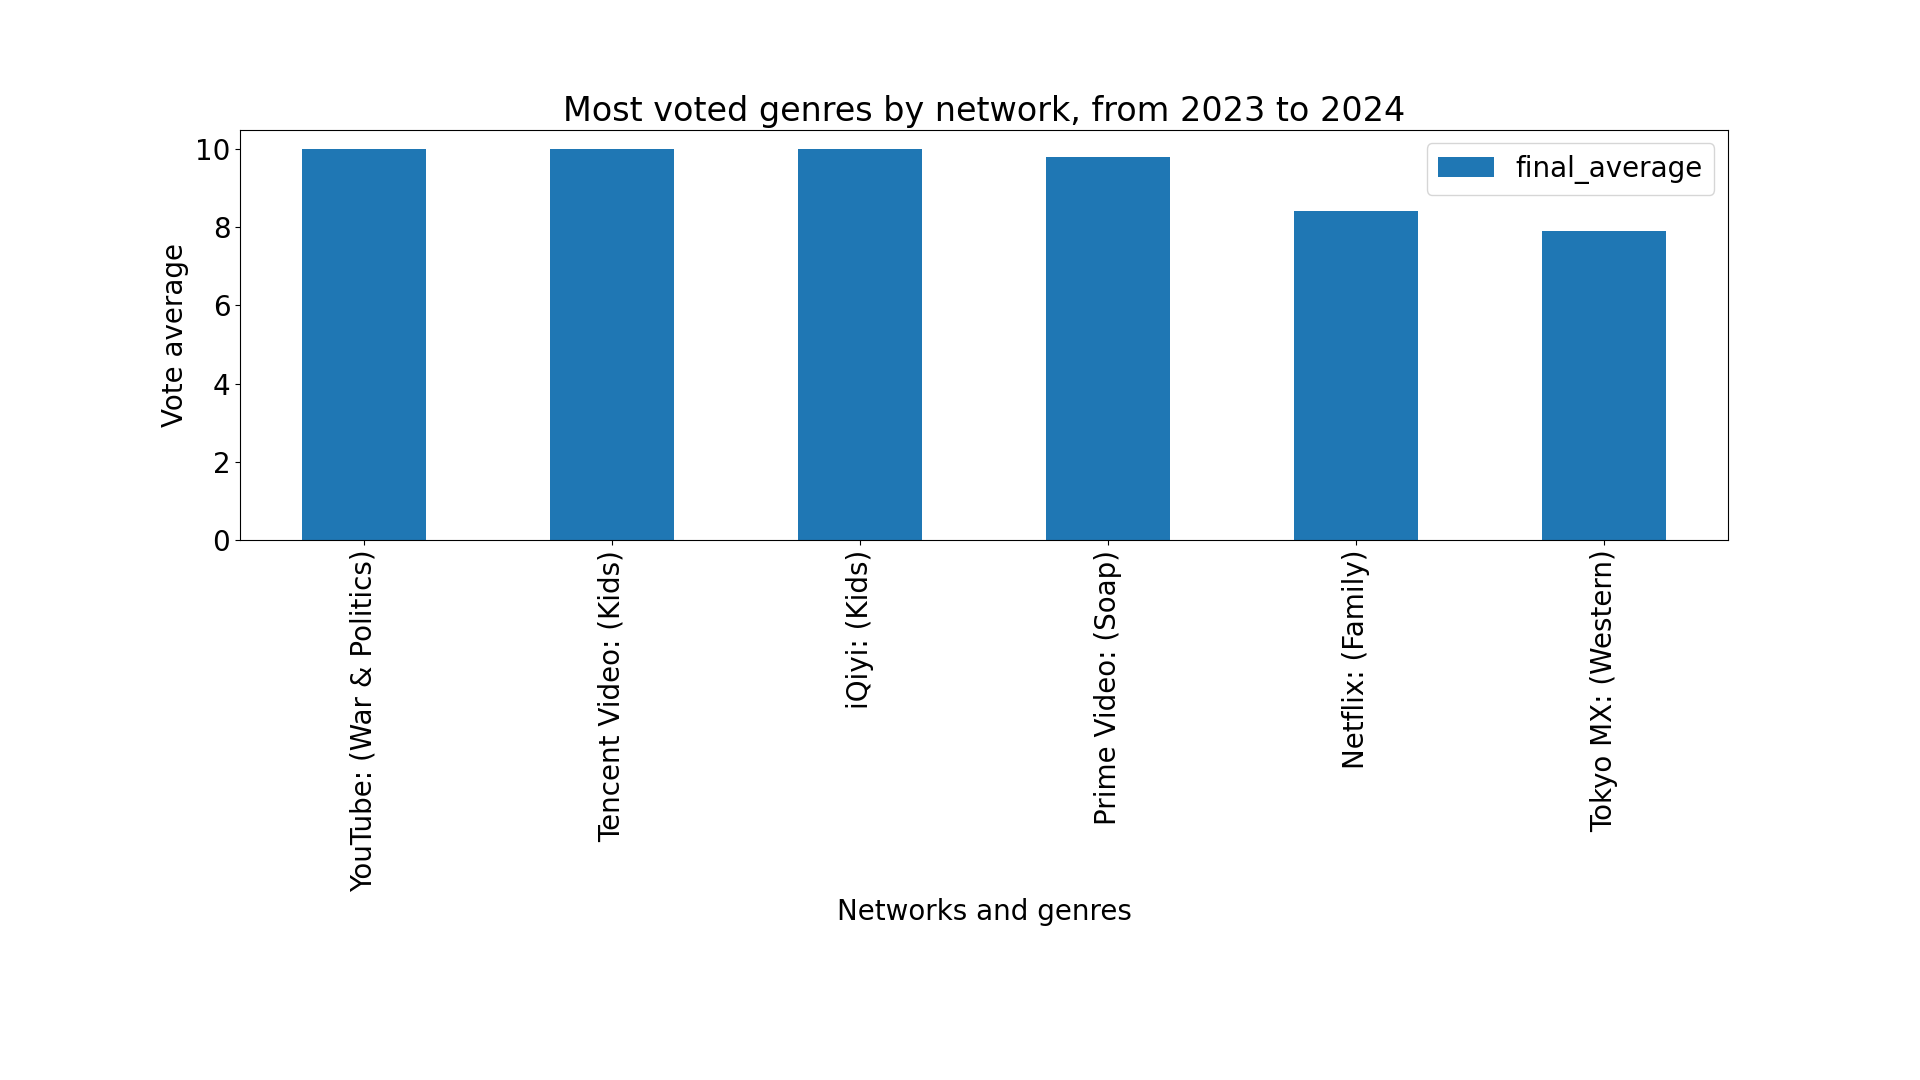 Most voted genres by network, from 2023 to 2024
final_average
Vote average
10
8
6
4
2
0
YouTube: (War & Politics)
Tencent Video: (Kids)
iQiyi: (Kids)
Prime Video: (Soap)
Netflix: (Family)
Tokyo MX: (Western)
Networks and genres